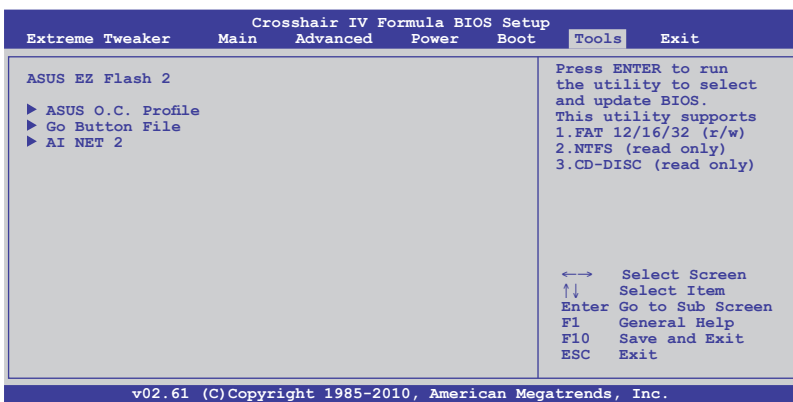 Crosshair IV Formula BIOS Setup
Extreme Tweaker Main Advanced Power Boot Tools Exit
ASUS EZ Flash 2
▶ ASUS O.C. Profile
▶ Go Button File
▶ AI NET 2
Press ENTER to run
the utility to select
and update BIOS.
This utility supports
1.FAT 12/16/32 (r/w)
2.NTFS (read only)
3.CD-DISC (read only)
←→ Select Screen
↑↓ Select Item
Enter Go to Sub Screen
F1 General Help
F10 Save and Exit
ESC Exit
v02.61 (C)Copyright 1985-2010, American Megatrends, Inc.